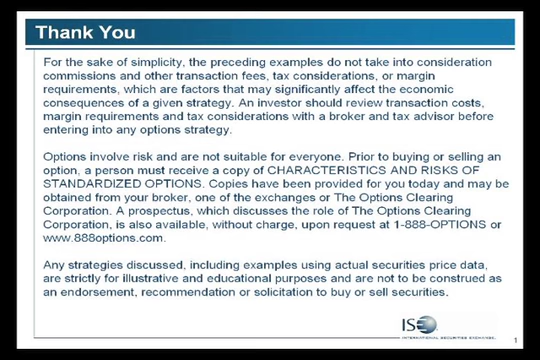 Thank You
For the sake of simplicity, the preceding examples do not take into consideration
commissions and other transaction fees, tax considerations, or margin
requirements, which are factors that may significantly affect the economic
consequences of a given strategy. An investor should review transaction costs,
margin requirements and tax considerations with a broker and tax advisor before
entering into any options strategy.
Options involve risk and are not suitable for everyone. Prior to buying or selling an
option, a person must receive a copy of CHARACTERISTICS AND RISKS OF
STANDARDIZED OPTIONS. Copies have been provided for you today and may be
obtained from your broker, one of the exchanges or The Options Clearing
Corporation. A prospectus, which discusses the role of The Options Clearing
Corporation, is also available, without charge, upon request at 1-888-OPTIONS or
www.888options.com.
Any strategies discussed, including examples using actual securities price data,
are strictly for illustrative and educational purposes and are not to be construed as
an endorsement, recommendation or solicitation to buy or sell securities.
ISE
INTERNATIONAL SECURITIES EXCHANGE.
1